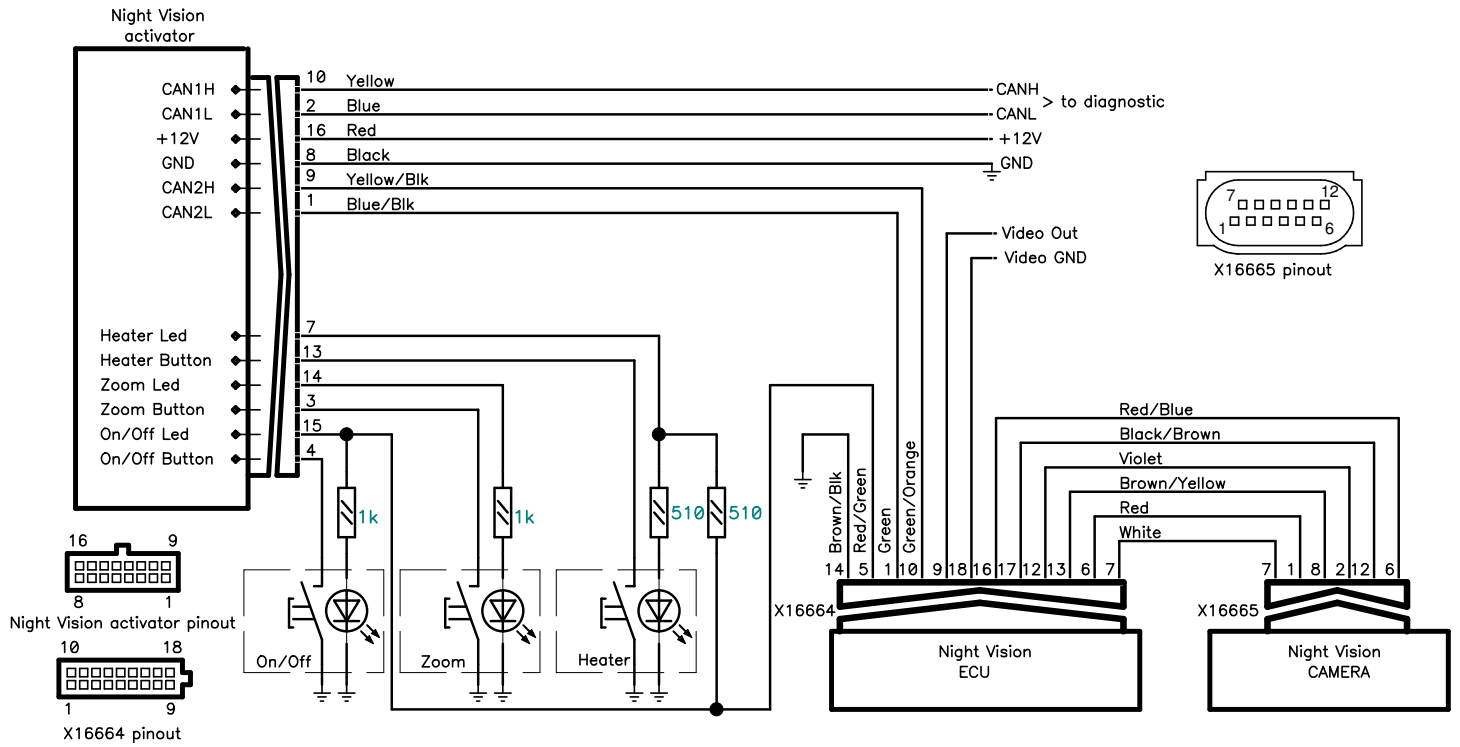 Night Vision
activator
CAN1H 10 Yellow CANH
CAN1L 2 Blue CANL
> to diagnostic
+12V 16 Red +12V
GND 8 Black GND
CAN2H 9 Yellow/Blk
CAN2L 1 Blue/Blk
Video Out
Video GND
7 12
1 6
X16665 pinout
Heater Led 7
Heater Button 13
Zoom Led 14
Zoom Button 3
On/Off Led 15
On/Off Button 4
1k
1k
510
510
On/Off
Zoom
Heater
Brown/Blk
Red/Green
Green
Green/Orange
Red/Blue
Black/Brown
Violet
Brown/Yellow
Red
White
14 5 1 10 9 18 16 17 12 13 6 7
7 1 8 2 12 6
X16664
X16665
Night Vision
ECU
Night Vision
CAMERA
16 9
8 1
Night Vision activator pinout
10 18
1 9
X16664 pinout